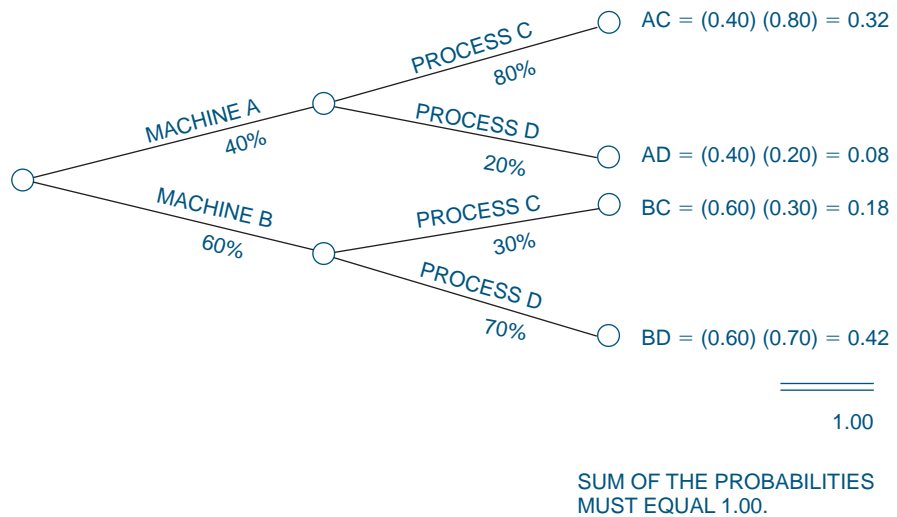 PROCESS C
80%
AC = (0.40) (0.80) = 0.32
MACHINE A
40%
PROCESS D
20%
AD = (0.40) (0.20) = 0.08
MACHINE B
60%
PROCESS C
30%
BC = (0.60) (0.30) = 0.18
PROCESS D
70%
BD = (0.60) (0.70) = 0.42
1.00
SUM OF THE PROBABILITIES
MUST EQUAL 1.00.